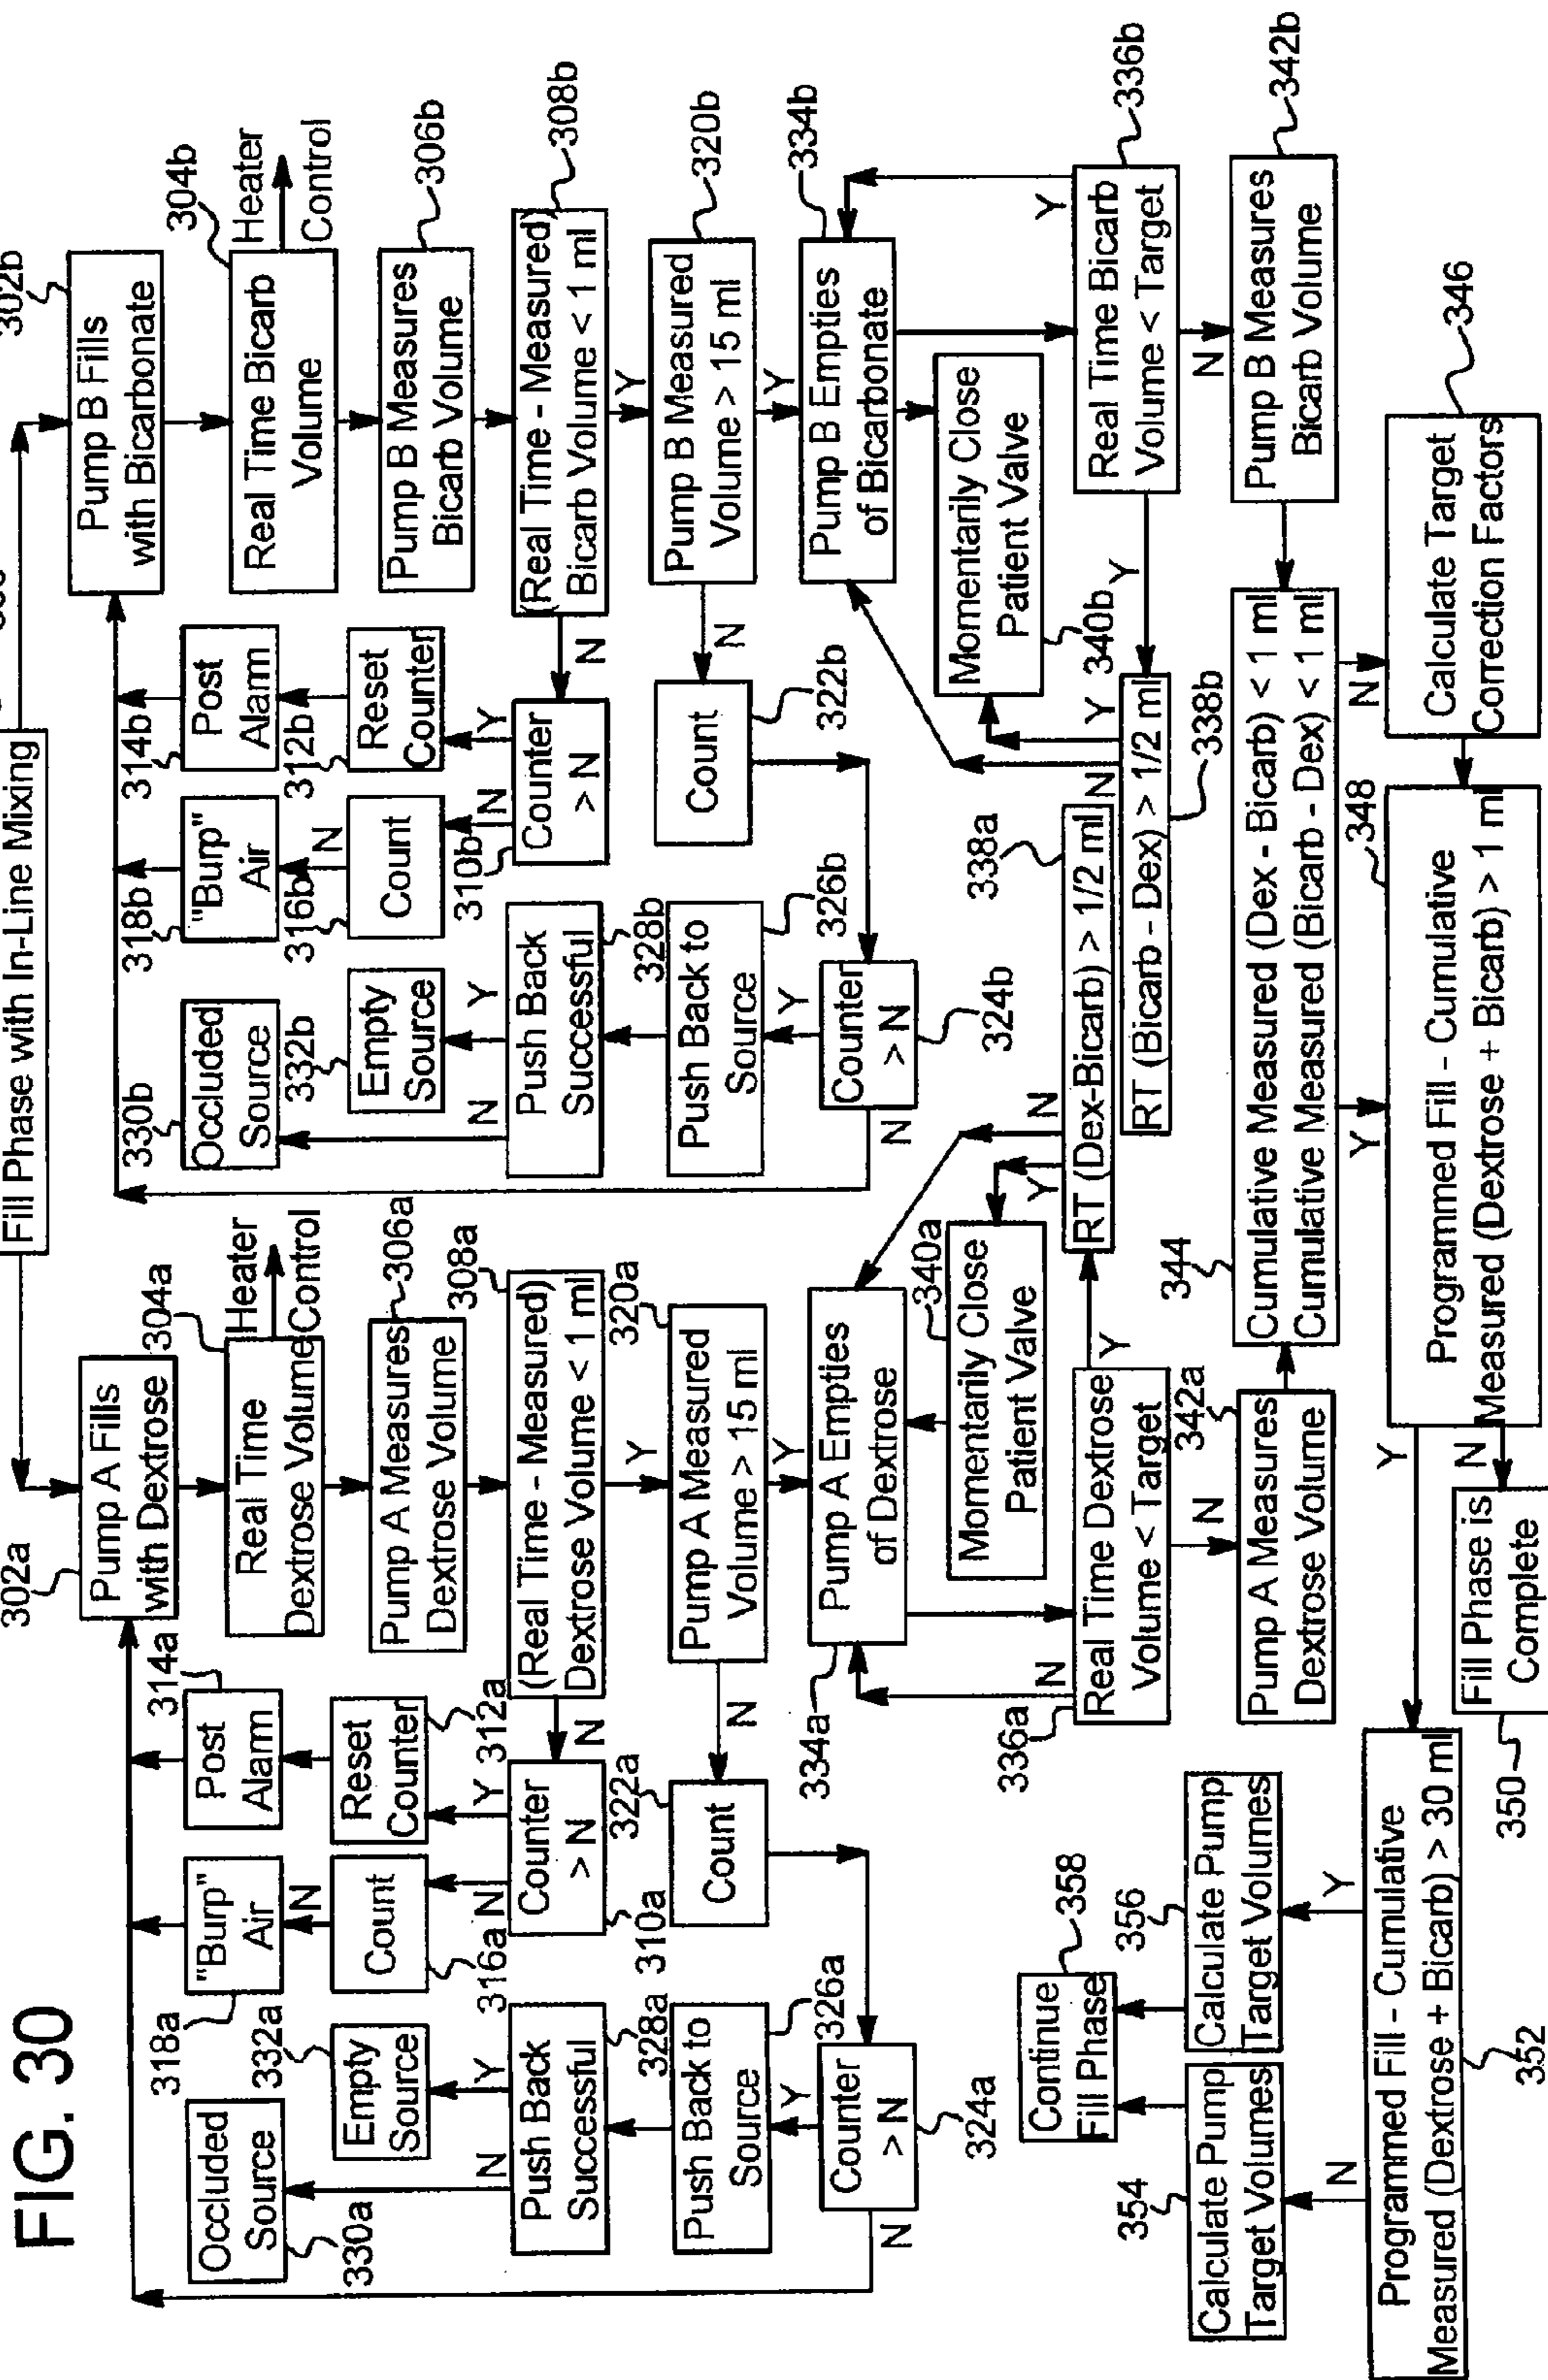 FIG. 30
Fill Phase with In-Line Mixing
302a
Pump A Fills
with Dextrose
304a
Real Time
Dextrose Volume
Heater
Control
306a
Pump A Measures
Dextrose Volume
308a
(Real Time - Measured)
Dextrose Volume < 1 ml
N
Y
310a
Counter
> N
Y
N
312a
Reset
Counter
314a
Post
Alarm
316a
Count
N
318a
"Burp"
Air
320a
Pump A Measured
Volume > 15 ml
N
Y
322a
Count
324a
Counter
> N
Y
N
326a
Push Back to
Source
328a
Push Back
Successful
N
Y
330a
Occluded
Source
332a
Empty
Source
334a
Pump A Empties
of Dextrose
336a
Real Time Dextrose
Volume < Target
N
Y
N
338a
RT (Dex-Bicarb) > 1/2 ml
Y
N
340a
Momentarily Close
Patient Valve
342a
Pump A Measures
Dextrose Volume
302b
Pump B Fills
with Bicarbonate
304b
Real Time Bicarb
Volume
Heater
Control
306b
Pump B Measures
Bicarb Volume
308b
(Real Time - Measured)
Bicarb Volume < 1 ml
N
Y
310b
Counter
> N
Y
N
312b
Reset
Counter
314b
Post
Alarm
316b
Count
N
318b
"Burp"
Air
320b
Pump B Measured
Volume > 15 ml
N
Y
322b
Count
324b
Counter
> N
Y
N
326b
Push Back to
Source
328b
Push Back
Successful
N
Y
330b
Occluded
Source
332b
Empty
Source
334b
Pump B Empties
of Bicarbonate
336b
Real Time Bicarb
Volume < Target
Y
Y
N
338b
RT (Bicarb - Dex) > 1/2 ml
N
Y
340b
Momentarily Close
Patient Valve
342b
Pump B Measures
Bicarb Volume
344
Cumulative Measured (Dex - Bicarb) < 1 ml
Cumulative Measured (Bicarb - Dex) < 1 ml
Y
N
346
Calculate Target
Correction Factors
348
Programmed Fill - Cumulative
Measured (Dextrose + Bicarb) > 1 ml
Y
N
350
Fill Phase is
Complete
352
Programmed Fill - Cumulative
Measured (Dextrose + Bicarb) > 30 ml
N
Y
354
Calculate Pump
Target Volumes
356
Calculate Pump
Target Volumes
358
Continue
Fill Phase